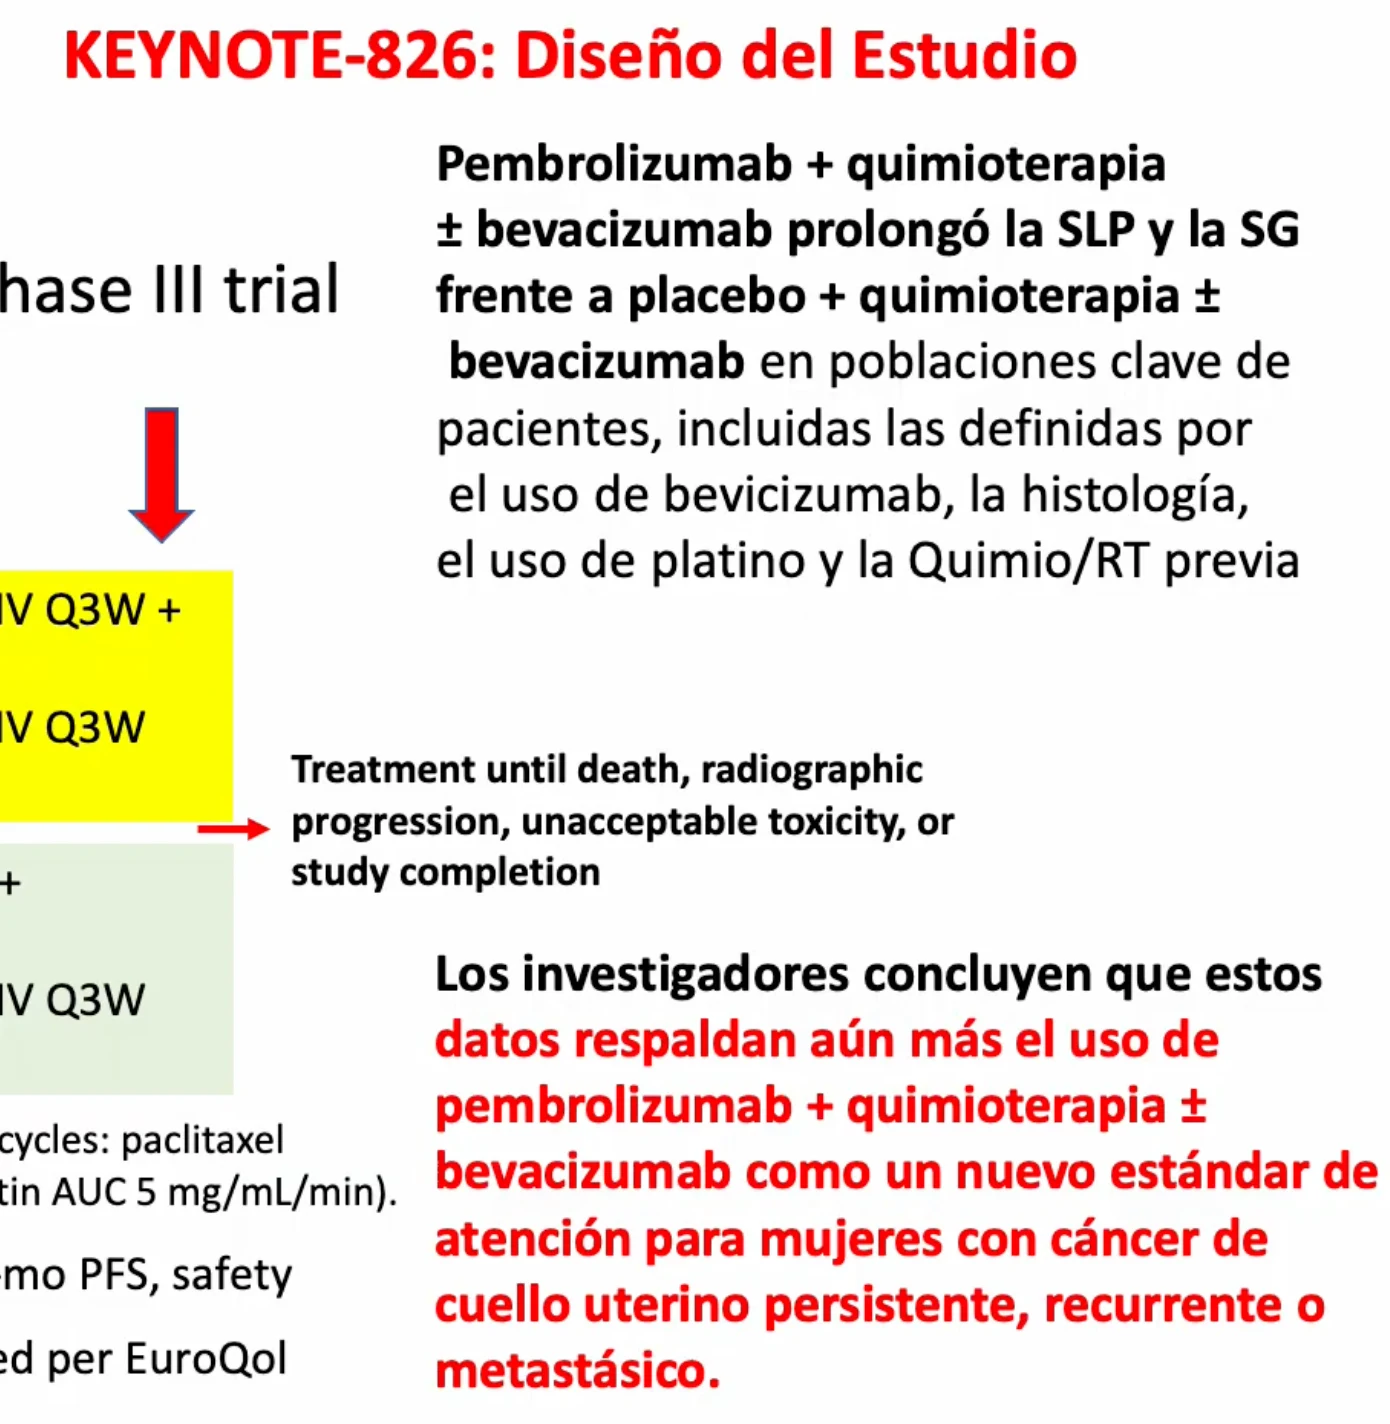 KEYNOTE-826: Diseño del Estudio
Pembrolizumab + quimioterapia
± bevacizumab prolongó la SLP y la SG
frente a placebo + quimioterapia ±
bevacizumab en poblaciones clave de
pacientes, incluidas las definidas por
el uso de bevicizumab, la histología,
el uso de platino y la Quimio/RT previa
hase III trial
IV Q3W +
IV Q3W
Treatment until death, radiographic
progression, unacceptable toxicity, or
study completion
+
IV Q3W
cycles: paclitaxel
tin AUC 5 mg/mL/min).
mo PFS, safety
ed per EuroQol
Los investigadores concluyen que estos
datos respaldan aún más el uso de
pembrolizumab + quimioterapia ±
bevacizumab como un nuevo estándar de
atención para mujeres con cáncer de
cuello uterino persistente, recurrente o
metastásico.